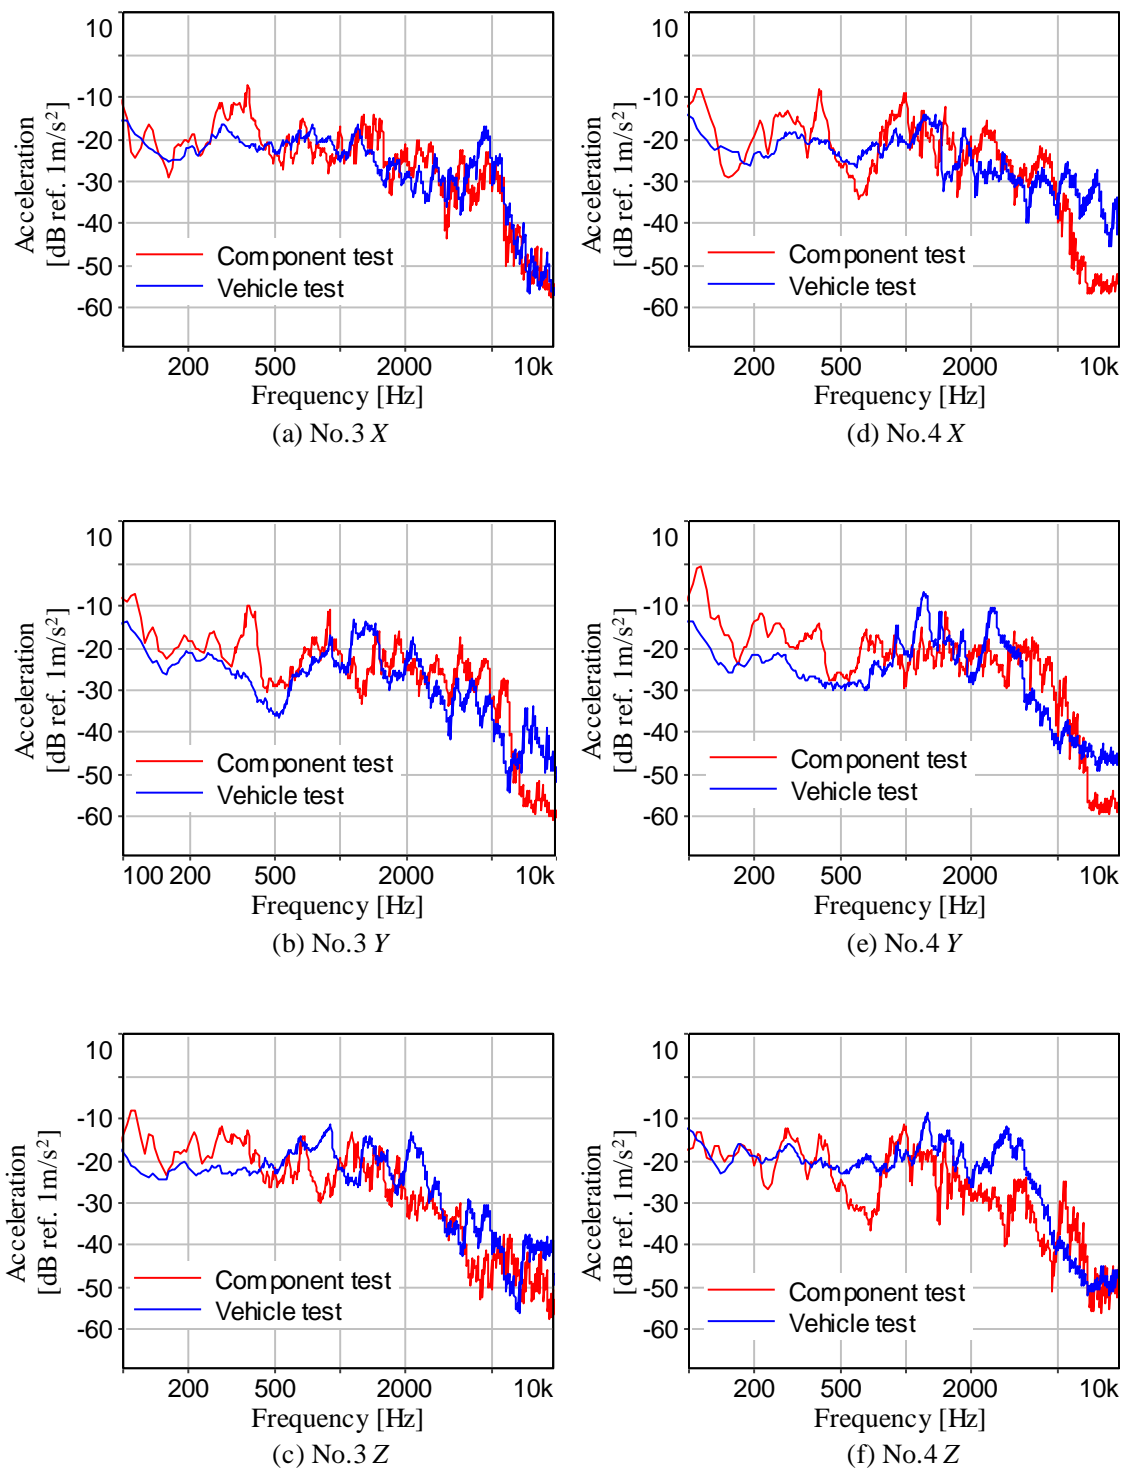 10
-10
-20
-30
-40
-50
-60
Acceleration
[dB ref. 1m/s²]
Component test
Vehicle test
200 500 2000 10k
Frequency [Hz]
(a) No.3 X
10
-10
-20
-30
-40
-50
-60
Acceleration
[dB ref. 1m/s²]
Component test
Vehicle test
200 500 2000 10k
Frequency [Hz]
(d) No.4 X
10
-10
-20
-30
-40
-50
-60
Acceleration
[dB ref. 1m/s²]
Component test
Vehicle test
100 200 500 2000 10k
Frequency [Hz]
(b) No.3 Y
10
-10
-20
-30
-40
-50
-60
Acceleration
[dB ref. 1m/s²]
Component test
Vehicle test
200 500 2000 10k
Frequency [Hz]
(e) No.4 Y
10
-10
-20
-30
-40
-50
-60
Acceleration
[dB ref. 1m/s²]
Component test
Vehicle test
200 500 2000 10k
Frequency [Hz]
(c) No.3 Z
10
-10
-20
-30
-40
-50
-60
Acceleration
[dB ref. 1m/s²]
Component test
Vehicle test
200 500 2000 10k
Frequency [Hz]
(f) No.4 Z